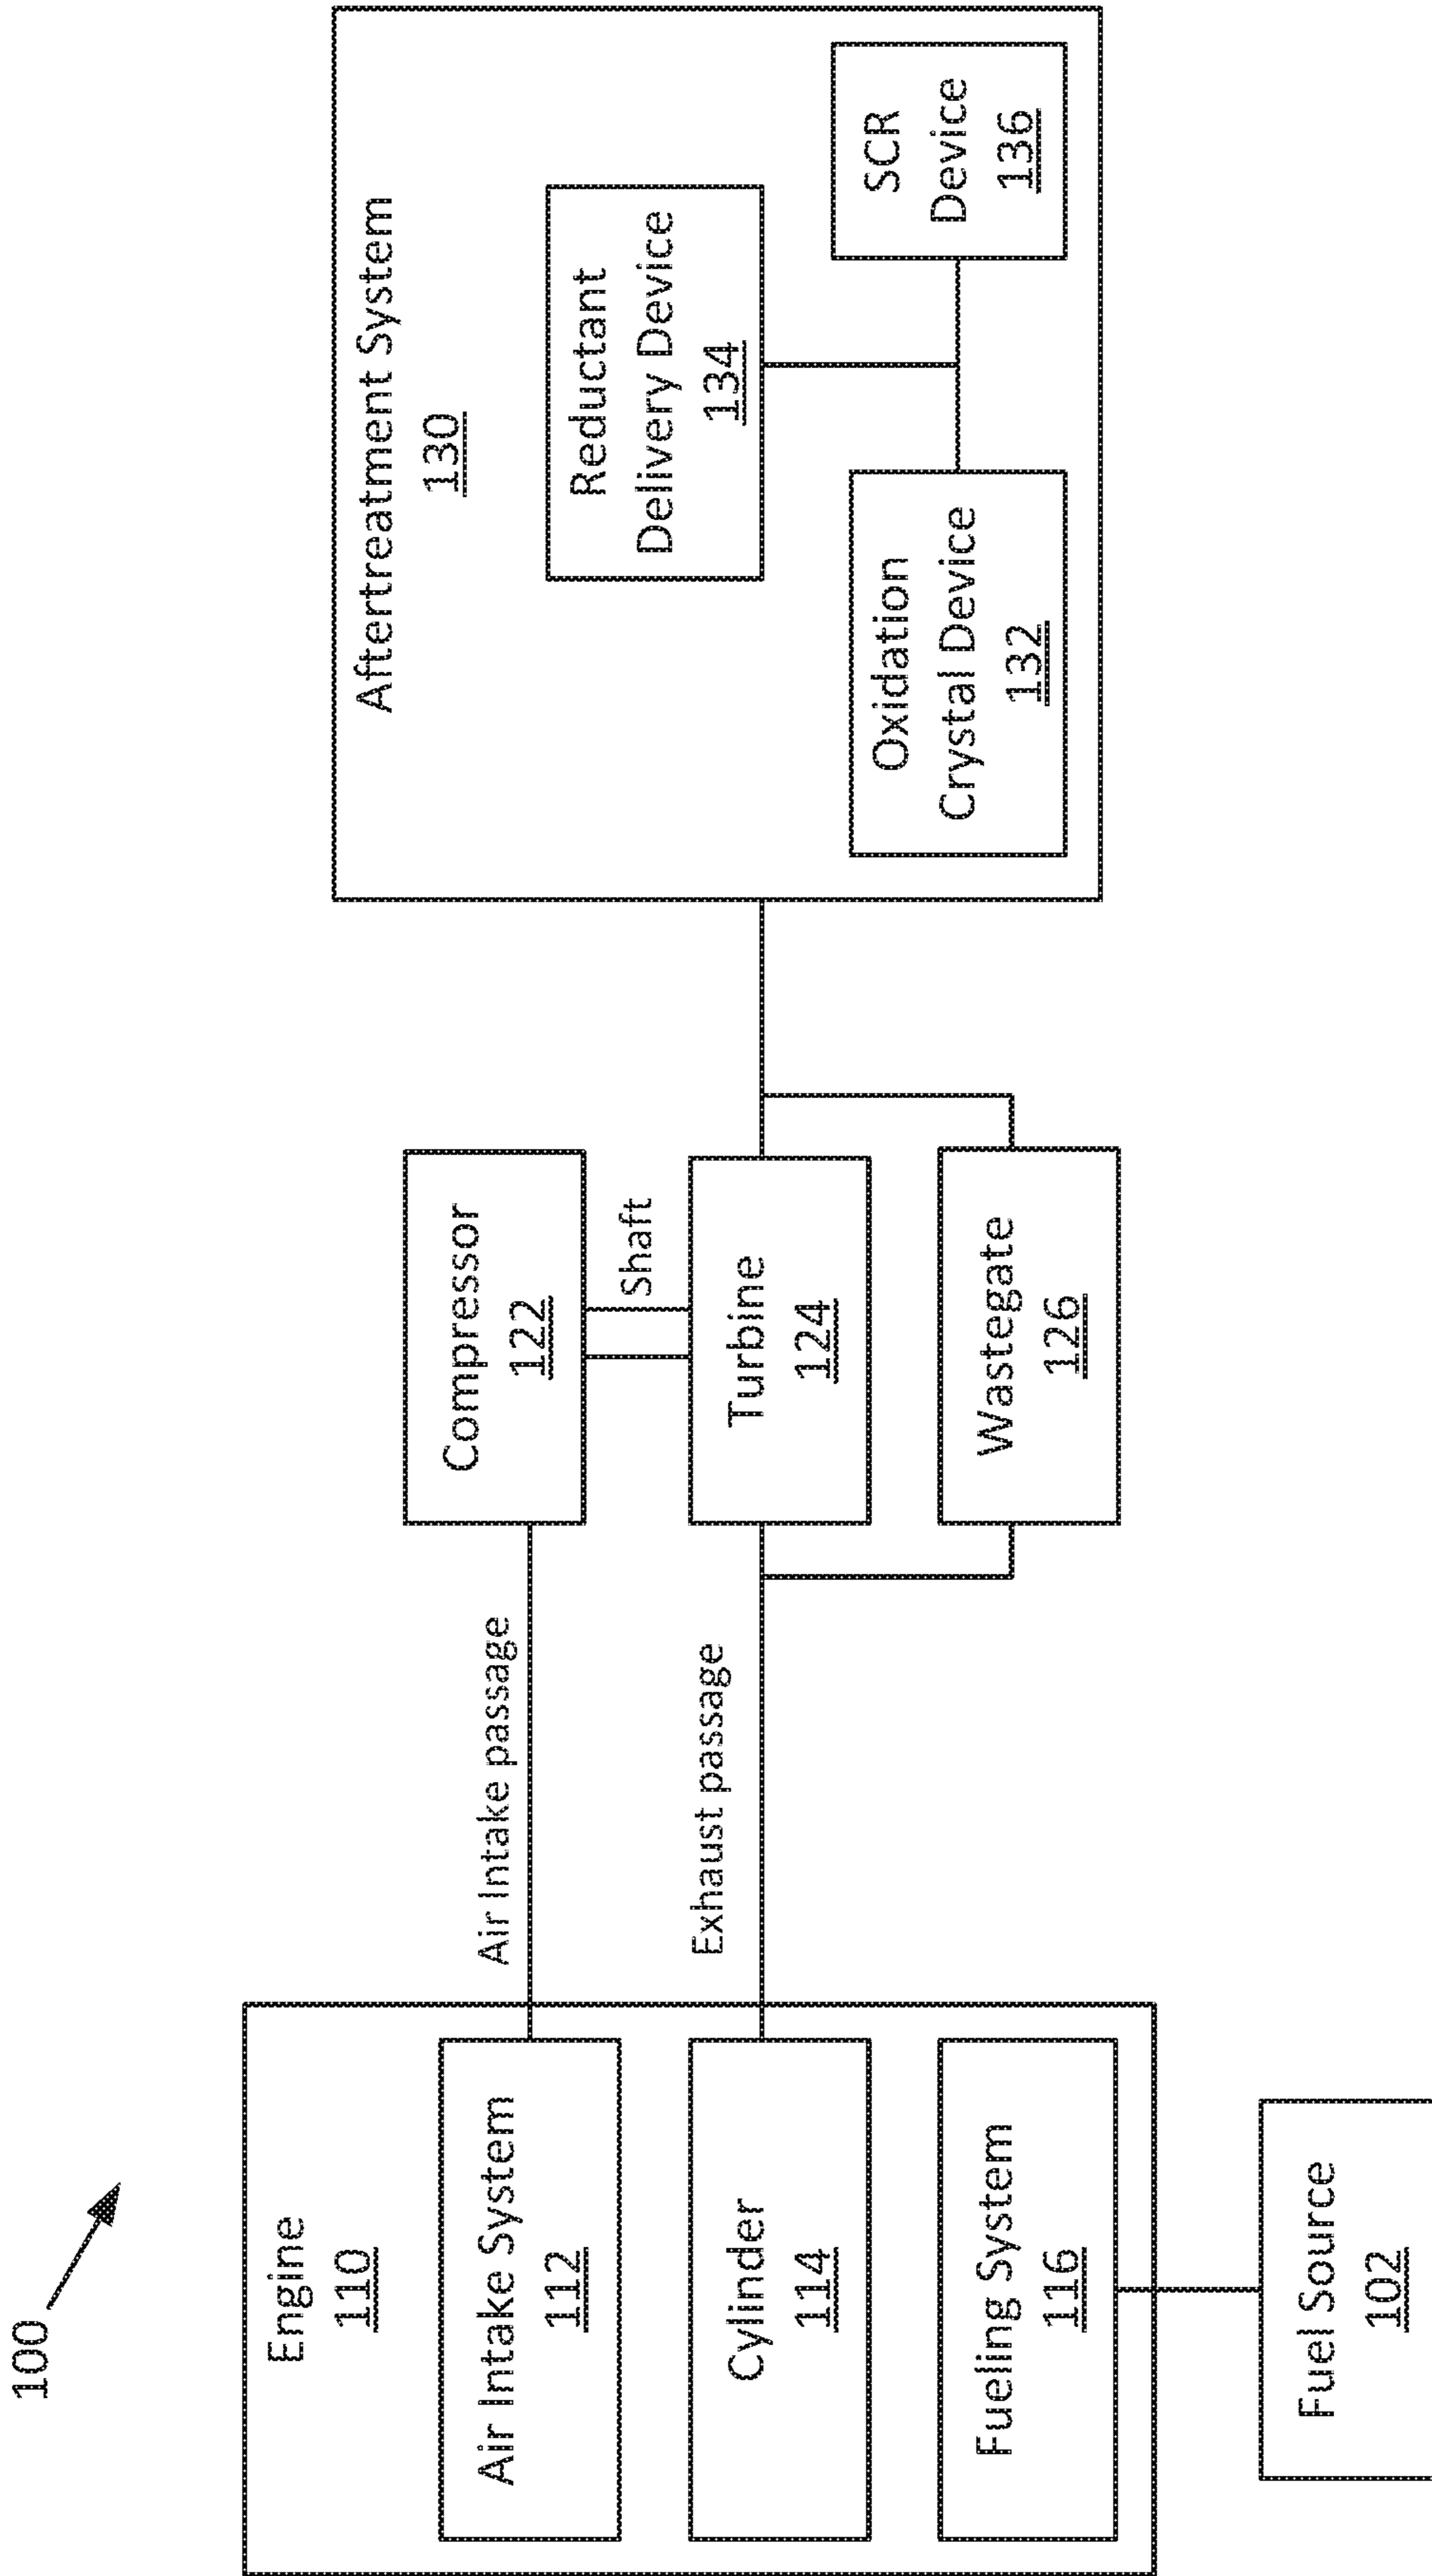 100
Engine
110
Air Intake System
112
Cylinder
114
Fueling System
116
Fuel Source
102
Air Intake passage
Exhaust passage
Compressor
122
Shaft
Turbine
124
Wastegate
126
Aftertreatment System
130
Reductant
Delivery Device
134
Oxidation
Crystal Device
132
SCR
Device
136